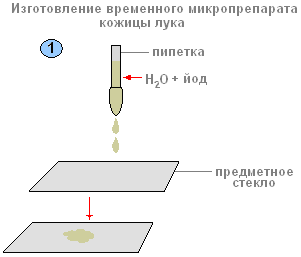 Изготовление временного микропрепарата
кожицы лука
1
пипетка
H₂O + йод
предметное
стекло